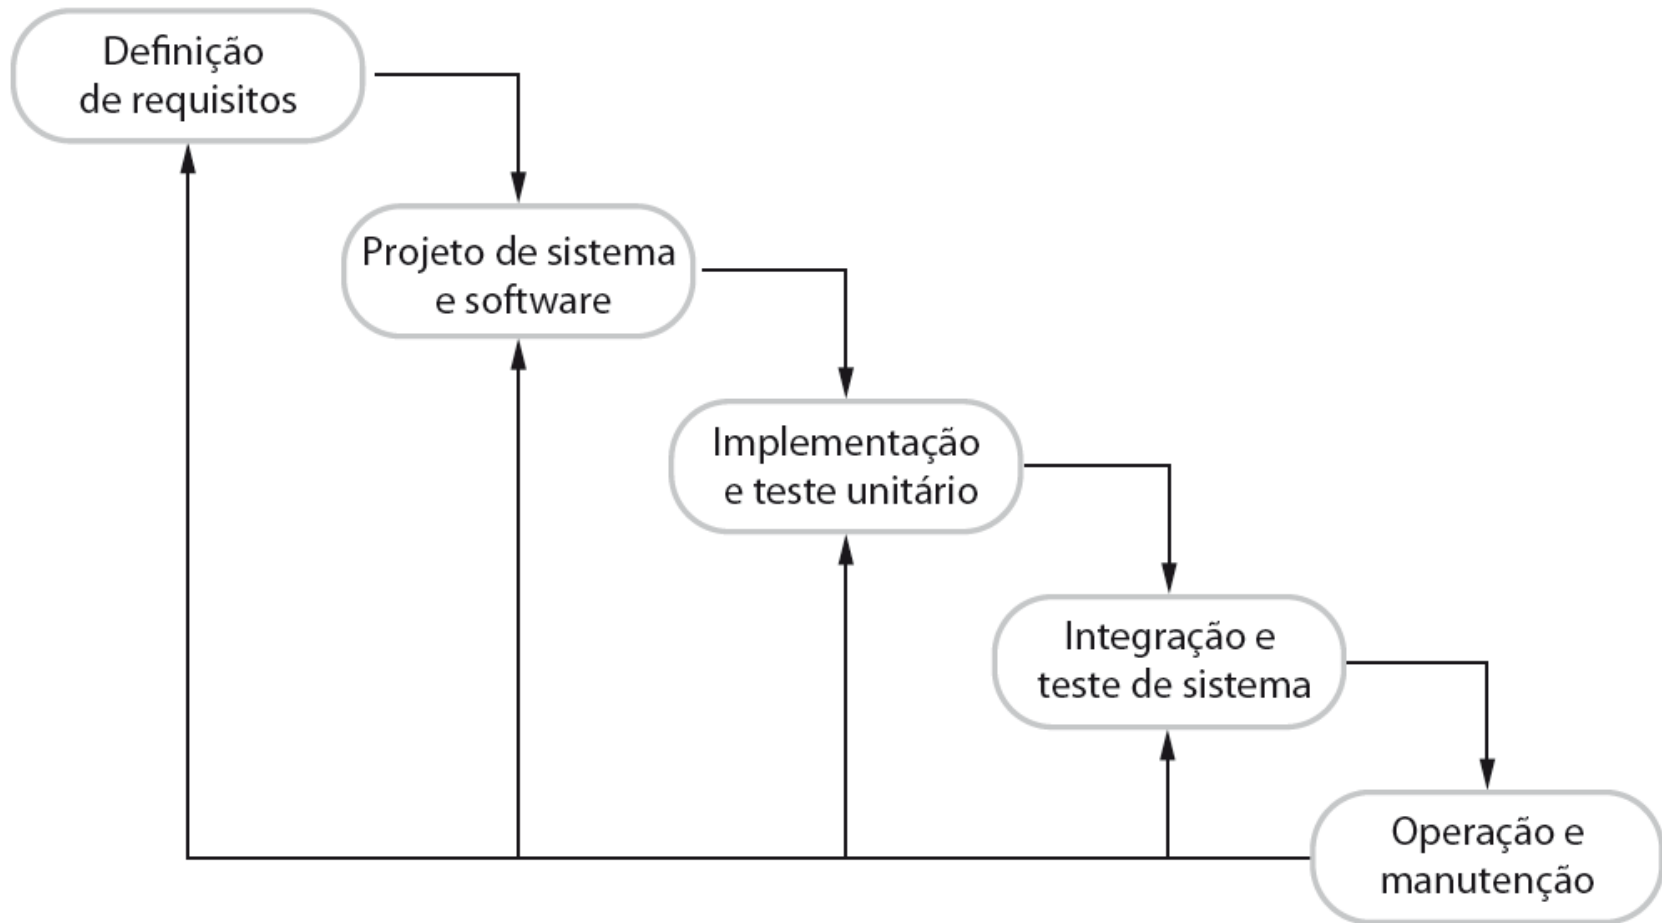 Definição
de requisitos
Projeto de sistema
e software
Implementação
e teste unitário
Integração e
teste de sistema
Operação e
manutenção